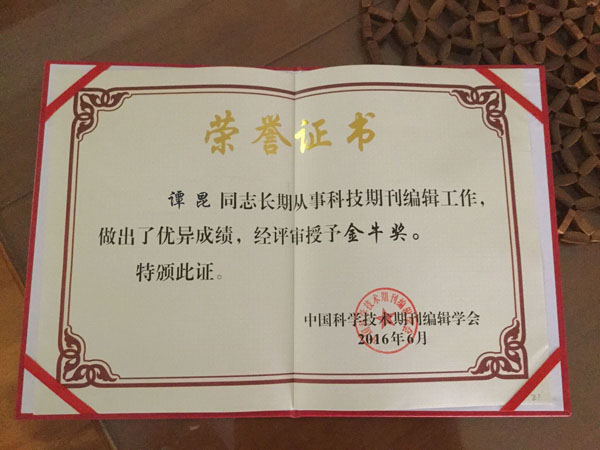 荣誉证书
谭昆同志长期从事科技期刊编辑工作，
做出了优异成绩，经评审授予金牛奖。
特颁此证。
中国科学技术期刊编辑学会
2016年6月